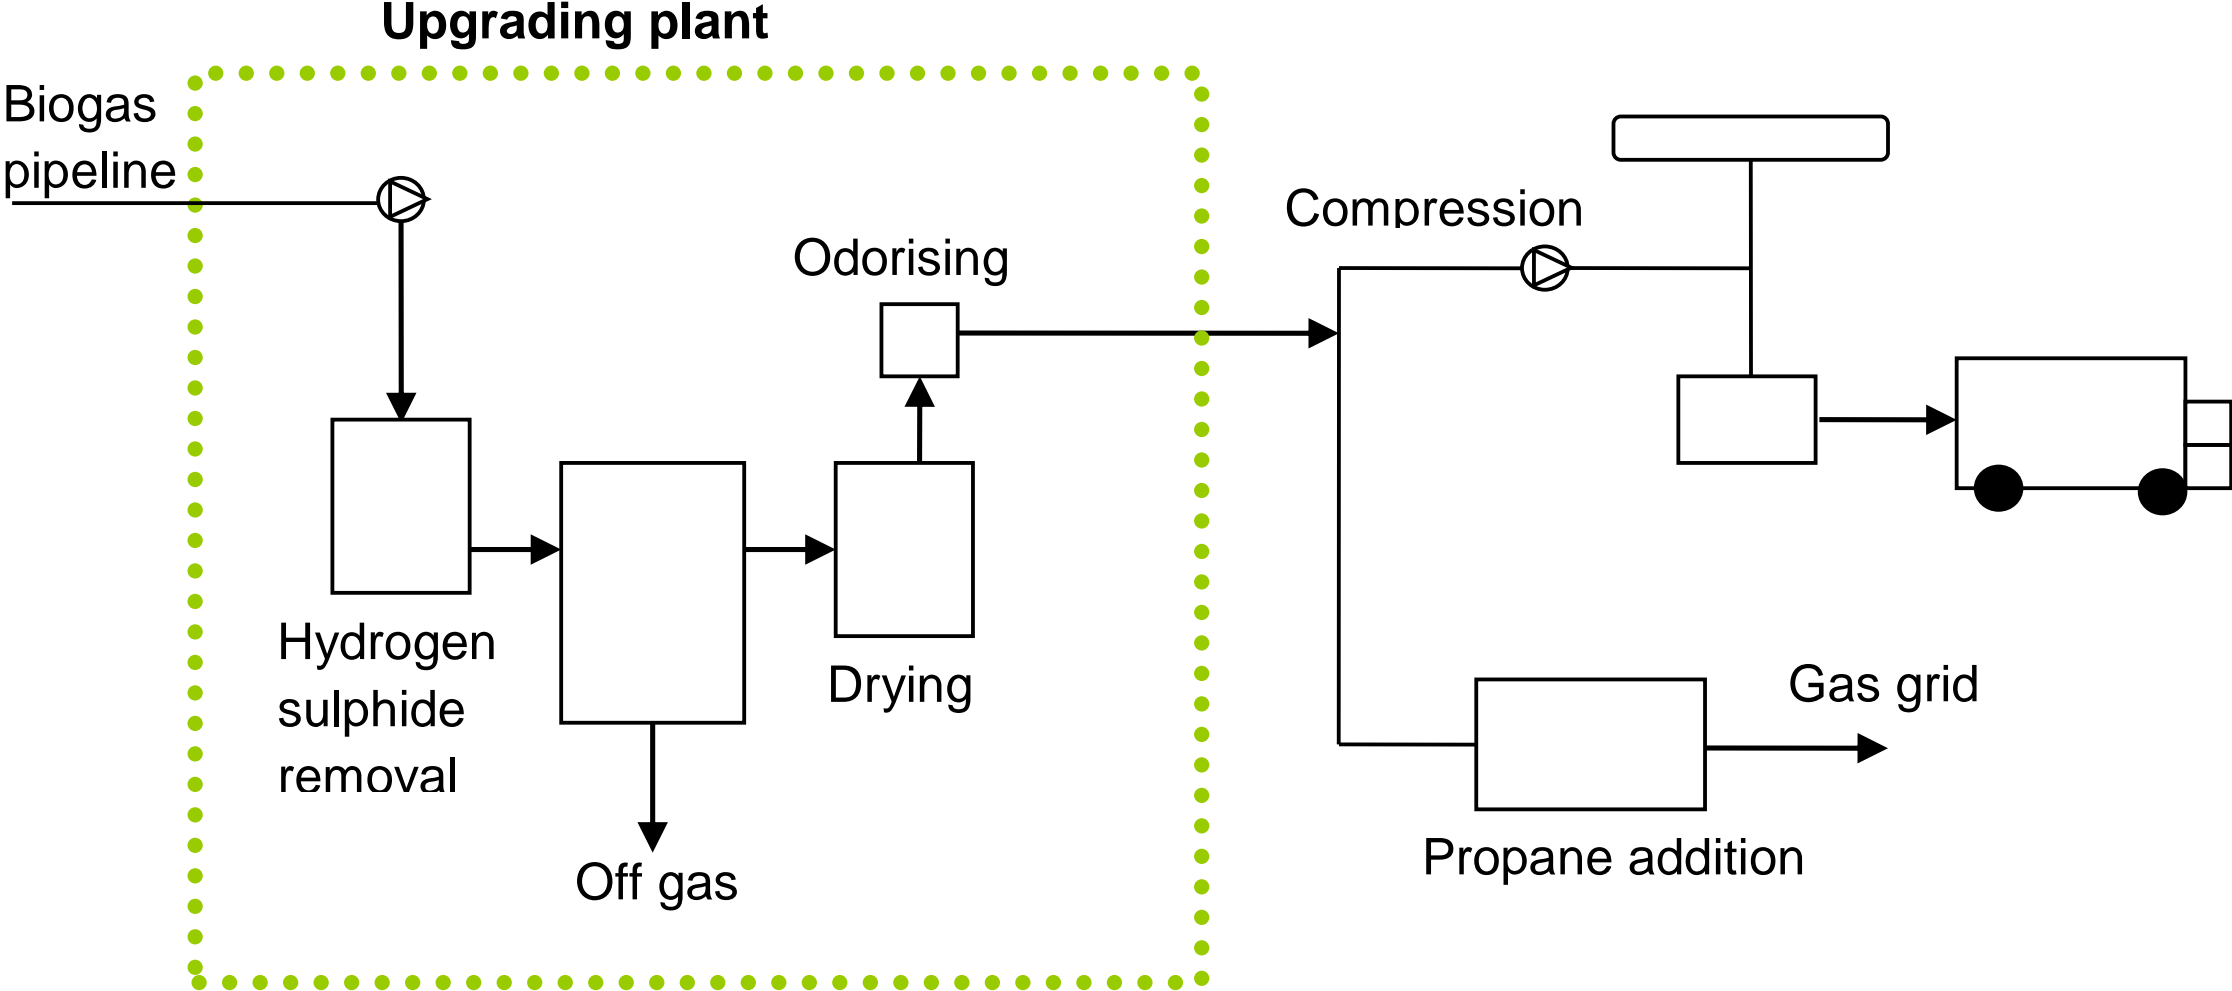 Upgrading plant
Biogas
pipeline
Compression
Odorising
Hydrogen
sulphide
removal
Drying
Gas grid
Propane addition
Off gas